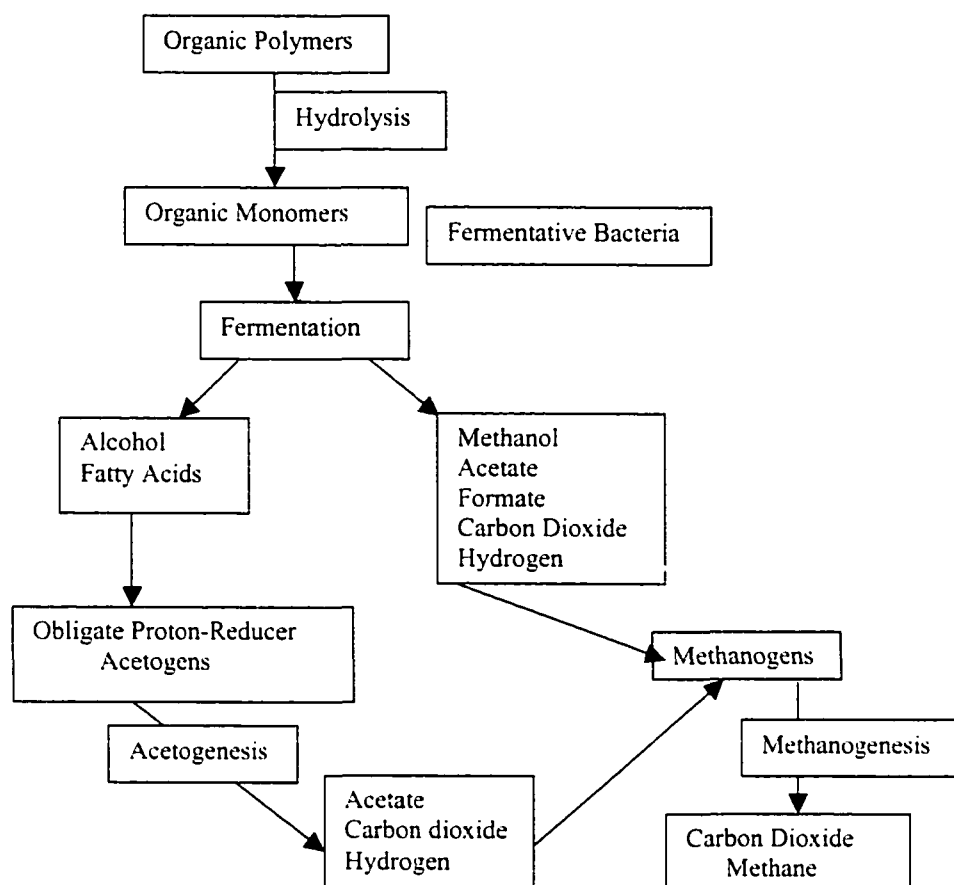 Organic Polymers
Hydrolysis
Organic Monomers
Fermentative Bacteria
Fermentation
Alcohol
Fatty Acids
Methanol
Acetate
Formate
Carbon Dioxide
Hydrogen
Obligate Proton-Reducer
Acetogens
Methanogens
Acetogenesis
Methanogenesis
Acetate
Carbon dioxide
Hydrogen
Carbon Dioxide
Methane